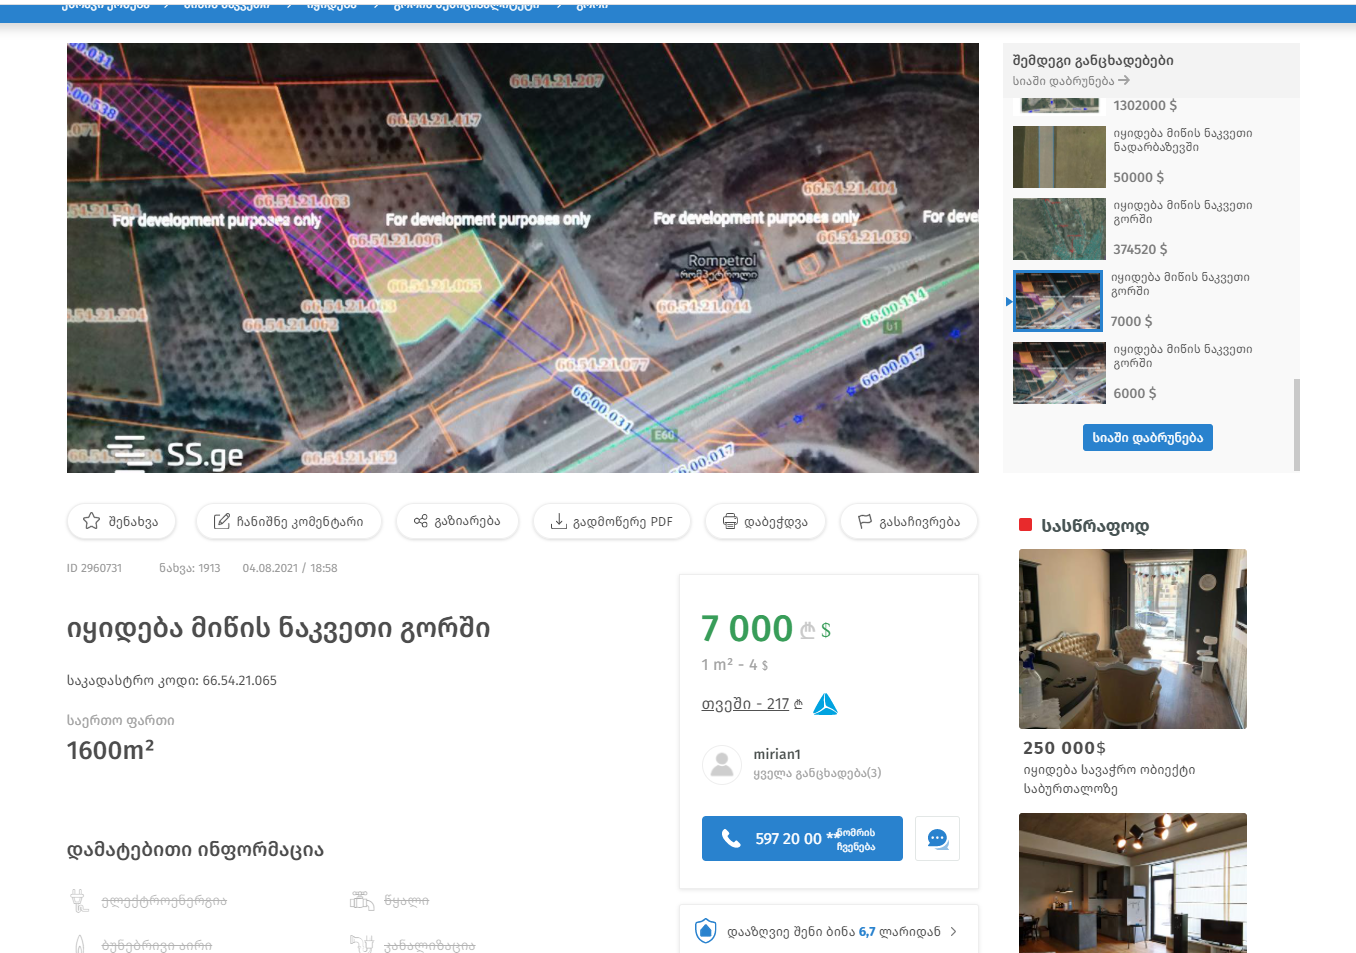 66.54.21.207
66.54.21.417
66.54.21.404
66.54.21.063
For development purposes only
For development purposes only
For development purposes only
For deve
66.54.21.096
66.54.21.039
Rompetrol
რომპეტროლი
66.54.21.065
66.54.21.063
66.54.21.044
66.00.114
66.54.21.062
ს1
66.54.21.077
66.00.017
66.00.031
E60
66.00.017
SS.ge
66.54.21.152
შემდეგი განცხადებები
სიაში დაბრუნება
1302000 $
იყიდება მიწის ნაკვეთი
ნადარბაზევში
50000 $
იყიდება მიწის ნაკვეთი
გორში
374520 $
იყიდება მიწის ნაკვეთი
გორში
7000 $
იყიდება მიწის ნაკვეთი
გორში
6000 $
სიაში დაბრუნება
შენახვა
ჩანიშნე კომენტარი
გაზიარება
გადმოწერე PDF
დაბეჭდვა
გასაჩივრება
ID 2960731 ნახვა: 1913 04.08.2021 / 18:58
იყიდება მიწის ნაკვეთი გორში
საკადასტრო კოდი: 66.54.21.065
საერთო ფართი
1600m²
დამატებითი ინფორმაცია
ელექტროენერგია
წყალი
ბუნებრივი აირი
კანალიზაცია
7 000 ₾ $
1 m² - 4 $
თვეში - 217 ₾
mirian1
ყველა განცხადება(3)
597 20 00 **
ნომრის
ჩვენება
დააზღვიე შენი ბინა 6,7 ლარიდან
სასწრაფოდ
250 000$
იყიდება სავაჭრო ობიექტი
საბურთალოზე